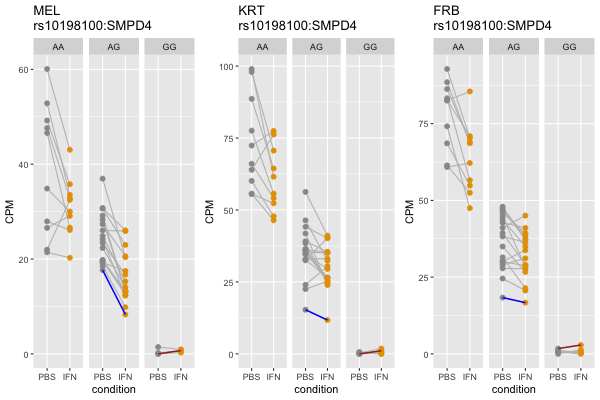 MEL
rs10198100:SMPD4
AA AG GG
60
40
20
0
CPM
PBS IFN PBS IFN PBS IFN
condition
KRT
rs10198100:SMPD4
AA AG GG
100
75
50
25
0
CPM
PBS IFN PBS IFN PBS IFN
condition
FRB
rs10198100:SMPD4
AA AG GG
75
50
25
0
CPM
PBS IFN PBS IFN PBS IFN
condition